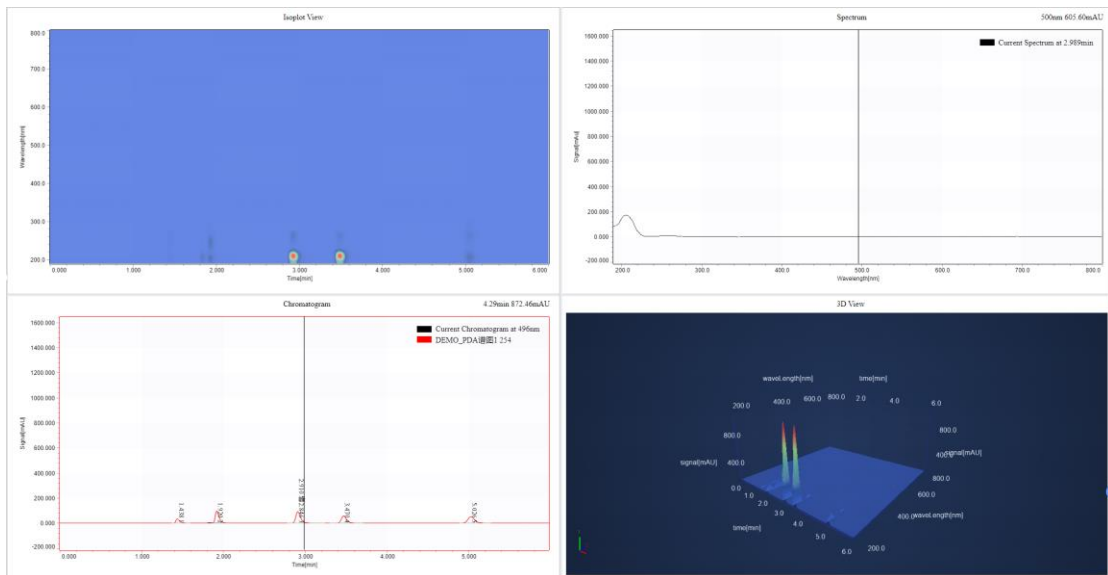 Isoplot View
800.0
700.0
600.0
500.0
400.0
300.0
200.0
Wavelength[nm]
0.000 1.000 2.000 3.000 4.000 5.000 6.000
Time[min]
Spectrum 500nm 605.60mAU
Current Spectrum at 2.989min
1600.000
1400.000
1200.000
1000.000
800.000
600.000
400.000
200.000
0.000
-200.000
Signal[mAu]
200.0 300.0 400.0 500.0 600.0 700.0 800.0
Wavelength[nm]
Chromatogram 4.29min 872.46mAU
Current Chromatogram at 496nm
DEMO_PDA谱图1 254
1600.000
1400.000
1200.000
1000.000
800.000
600.000
400.000
200.000
0.000
-200.000
Signal[mAU]
0.000 1.000 2.000 3.000 4.000 5.000
Time[min]
3D View
waveLength[nm] time[min]
200.0 400.0 600.0 800.0 2.0 4.0 6.0
800.0
signal[mAU] 400.0
0.0
1.0
2.0
3.0
4.0
5.0
6.0
time[min]
800.0
400.0 signal[mAU]
800.0
600.0
400.0 waveLength[nm]
200.0